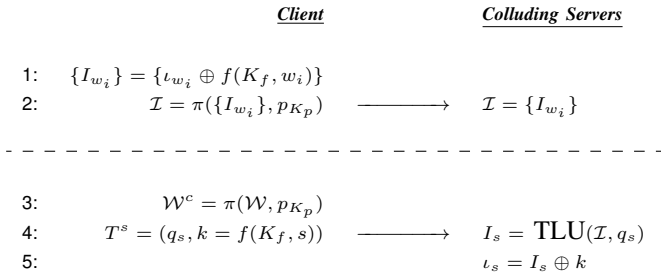 Client Colluding Servers
1: {I_{w_i}} = {ι_{w_i} ⊕ f(K_f, w_i)}
2: 𝓘 = π({I_{w_i}}, p_{K_p}) ⟶ 𝓘 = {I_{w_i}}
3: 𝓦^c = π(𝓦, p_{K_p})
4: T^s = (q_s, k = f(K_f, s)) ⟶ I_s = TLU(𝓘, q_s)
5: ι_s = I_s ⊕ k